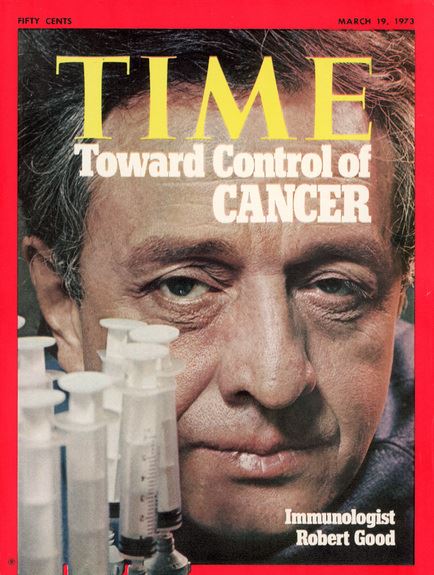 FIFTY CENTS
MARCH 19, 1973
TIME
Toward Control of
CANCER
Immunologist
Robert Good